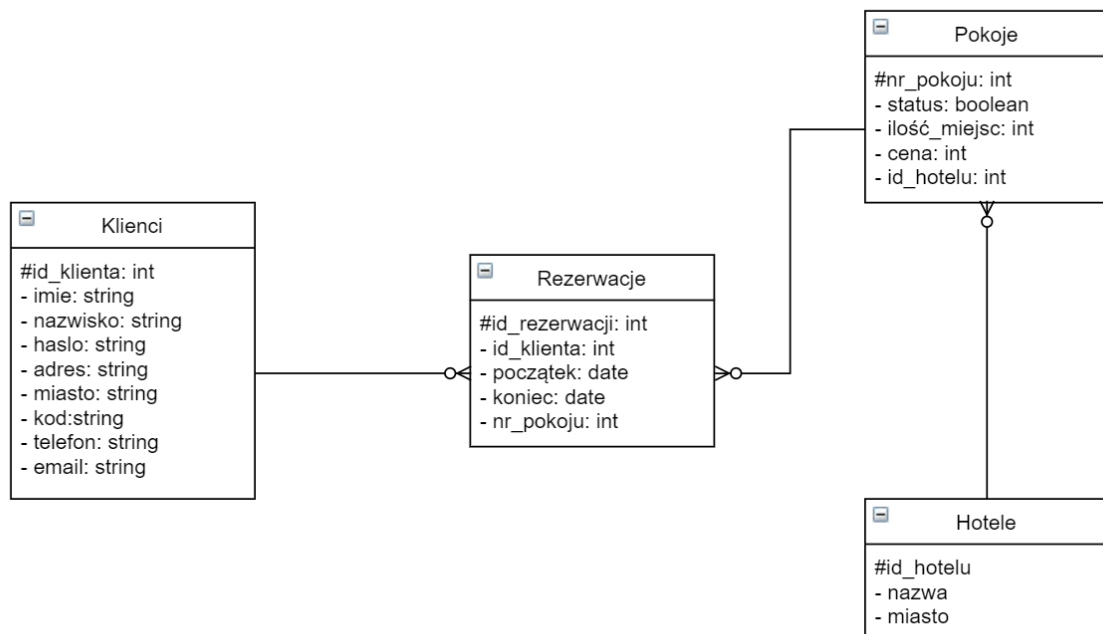 Pokoje
#nr_pokoju: int
- status: boolean
- ilość_miejsc: int
- cena: int
- id_hotelu: int
Klienci
#id_klienta: int
- imie: string
- nazwisko: string
- haslo: string
- adres: string
- miasto: string
- kod:string
- telefon: string
- email: string
Rezerwacje
#id_rezerwacji: int
- id_klienta: int
- początek: date
- koniec: date
- nr_pokoju: int
Hotele
#id_hotelu
- nazwa
- miasto